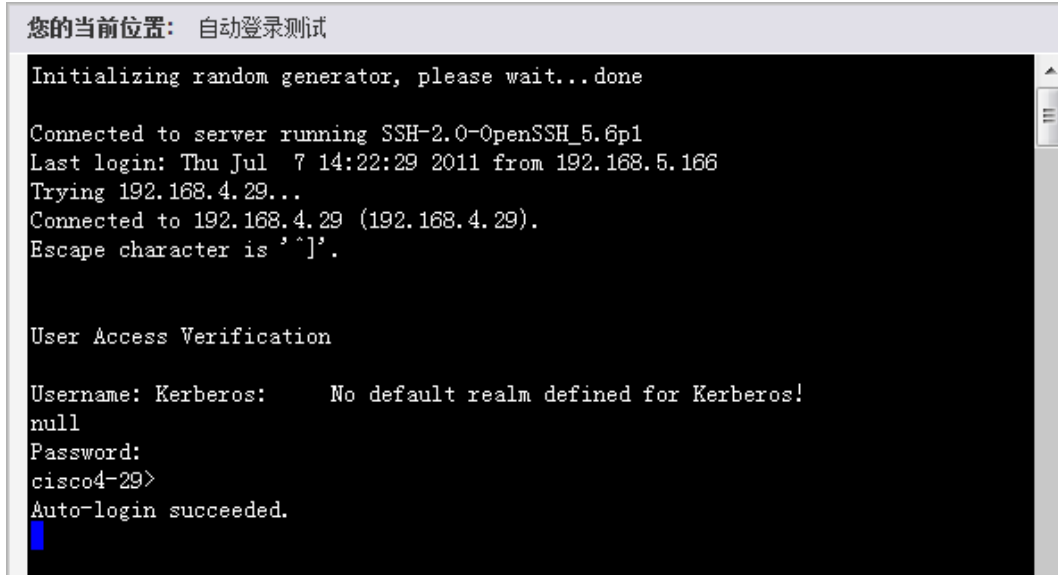 您的当前位置： 自动登录测试
Initializing random generator, please wait...done
Connected to server running SSH-2.0-OpenSSH_5.6p1
Last login: Thu Jul  7 14:22:29 2011 from 192.168.5.166
Trying 192.168.4.29...
Connected to 192.168.4.29 (192.168.4.29).
Escape character is '^]'.
User Access Verification
Username: Kerberos:     No default realm defined for Kerberos!
null
Password:
cisco4-29>
Auto-login succeeded.